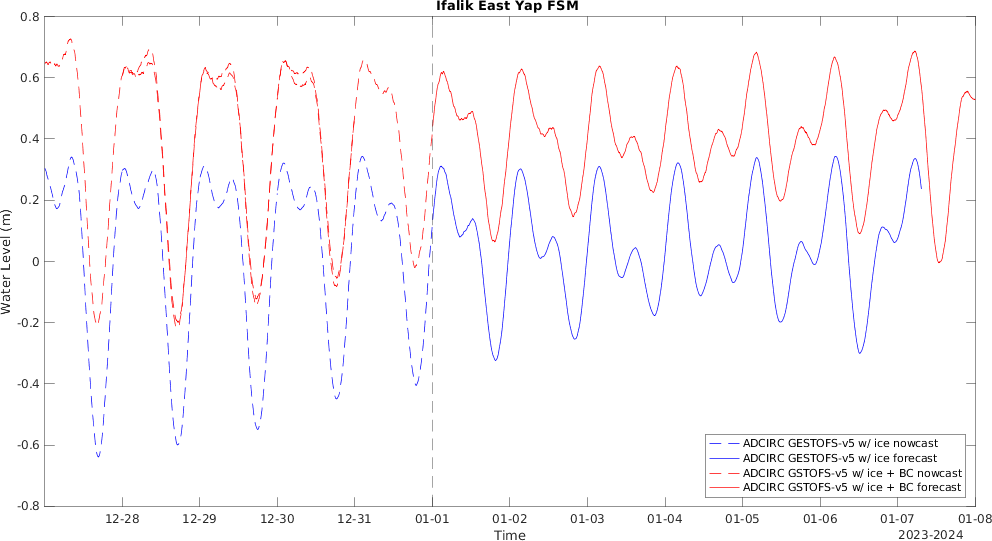 Ifalik East Yap FSM
Water Level (m)
0.8
0.6
0.4
0.2
0
-0.2
-0.4
-0.6
-0.8
ADCIRC GESTOFS-v5 w/ ice nowcast
ADCIRC GESTOFS-v5 w/ ice forecast
ADCIRC GSTOFS-v5 w/ ice + BC nowcast
ADCIRC GSTOFS-v5 w/ ice + BC forecast
12-28 12-29 12-30 12-31 01-01 01-02 01-03 01-04 01-05 01-06 01-07 01-08
Time
2023-2024